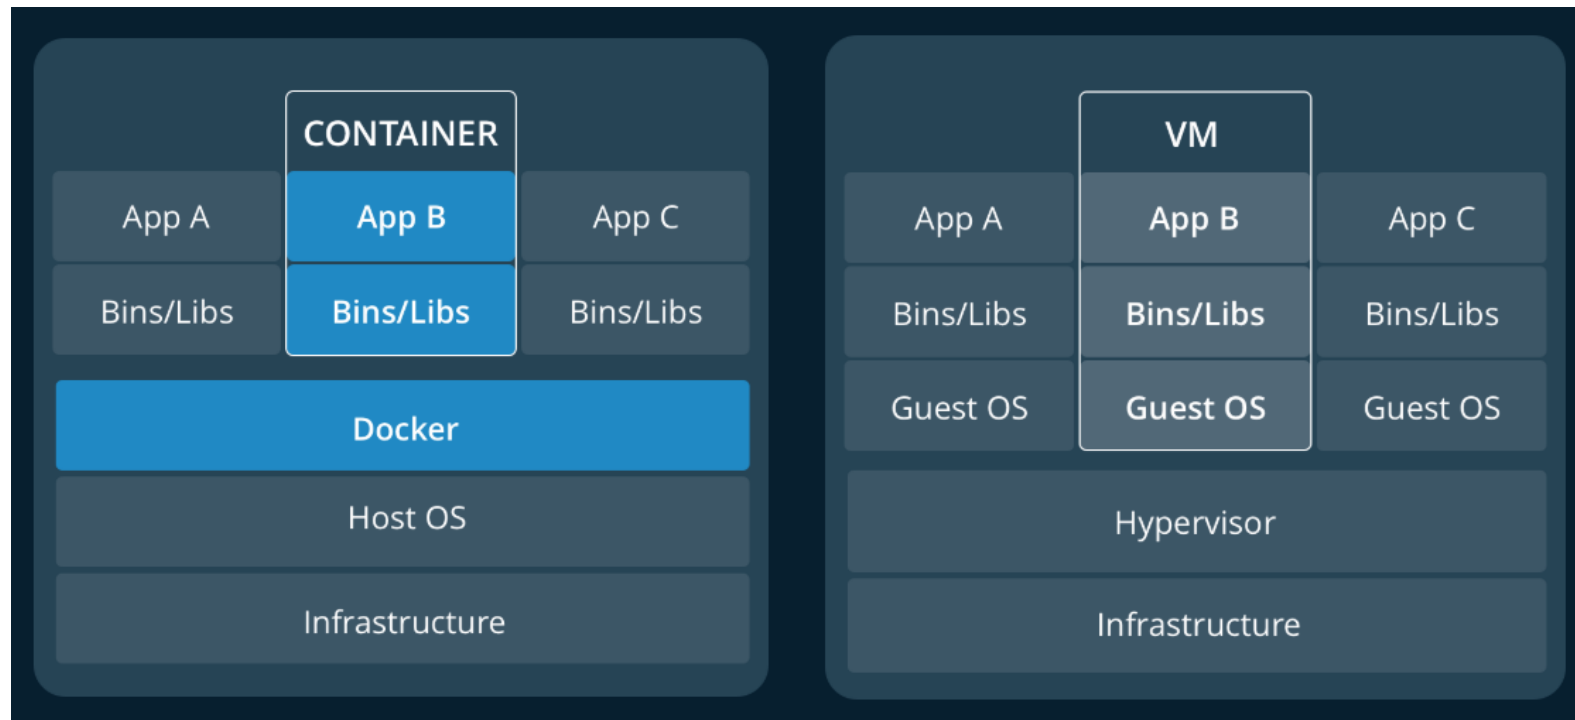 CONTAINER
App A
App B
App C
Bins/Libs
Bins/Libs
Bins/Libs
Docker
Host OS
Infrastructure
VM
App A
App B
App C
Bins/Libs
Bins/Libs
Bins/Libs
Guest OS
Guest OS
Guest OS
Hypervisor
Infrastructure